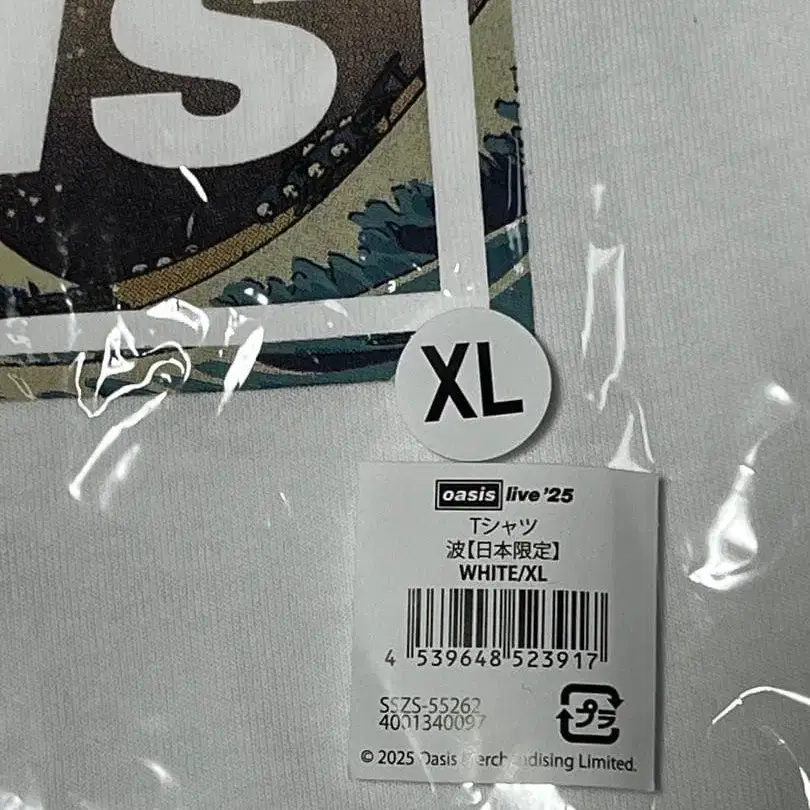 is
XL
oasis live '25
Tシャツ
波【日本限定】
WHITE/XL
4 539648 523917
SSZS-55262
4001340097
プラ
© 2025 Oasis Merchandising Limited.